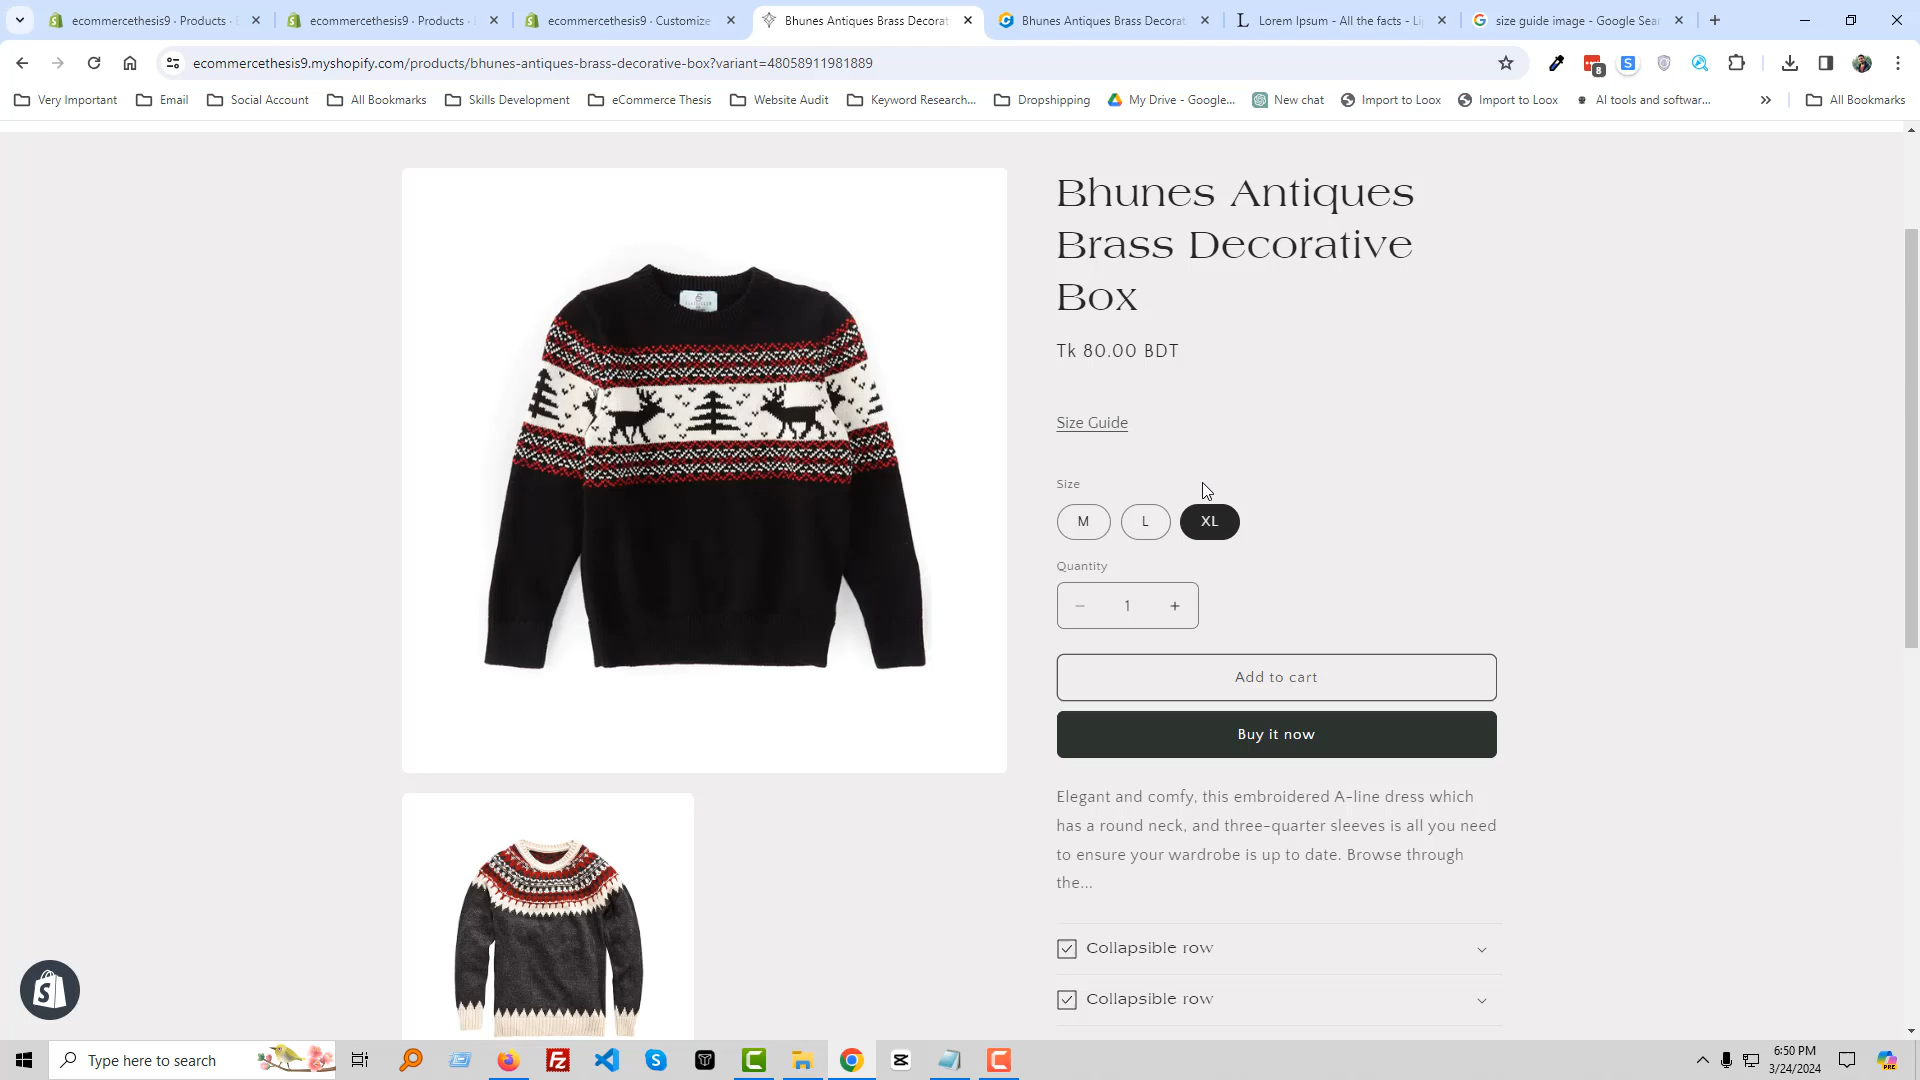 ecommercethesis9 · Products · E
ecommercethesis9 · Products · E
ecommercethesis9 · Customize
Bhunes Antiques Brass Decorat
Bhunes Antiques Brass Decorat
Lorem Ipsum - All the facts - Li
size guide image - Google Sear
ecommercethesis9.myshopify.com/products/bhunes-antiques-brass-decorative-box?variant=48058911981889
8
Very Important
Email
Social Account
All Bookmarks
Skills Development
eCommerce Thesis
Website Audit
Keyword Research...
Dropshipping
My Drive - Google...
New chat
Import to Loox
Import to Loox
AI tools and softwar...
»
All Bookmarks
Bhunes Antiques
Brass Decorative
Box
Tk 80.00 BDT
Size Guide
Size
M L XL
Quantity
− 1 +
Add to cart
Buy it now
Elegant and comfy, this embroidered A-line dress which
has a round neck, and three-quarter sleeves is all you need
to ensure your wardrobe is up to date. Browse through
the...
Collapsible row
Collapsible row
Type here to search
6:50 PM
3/24/2024